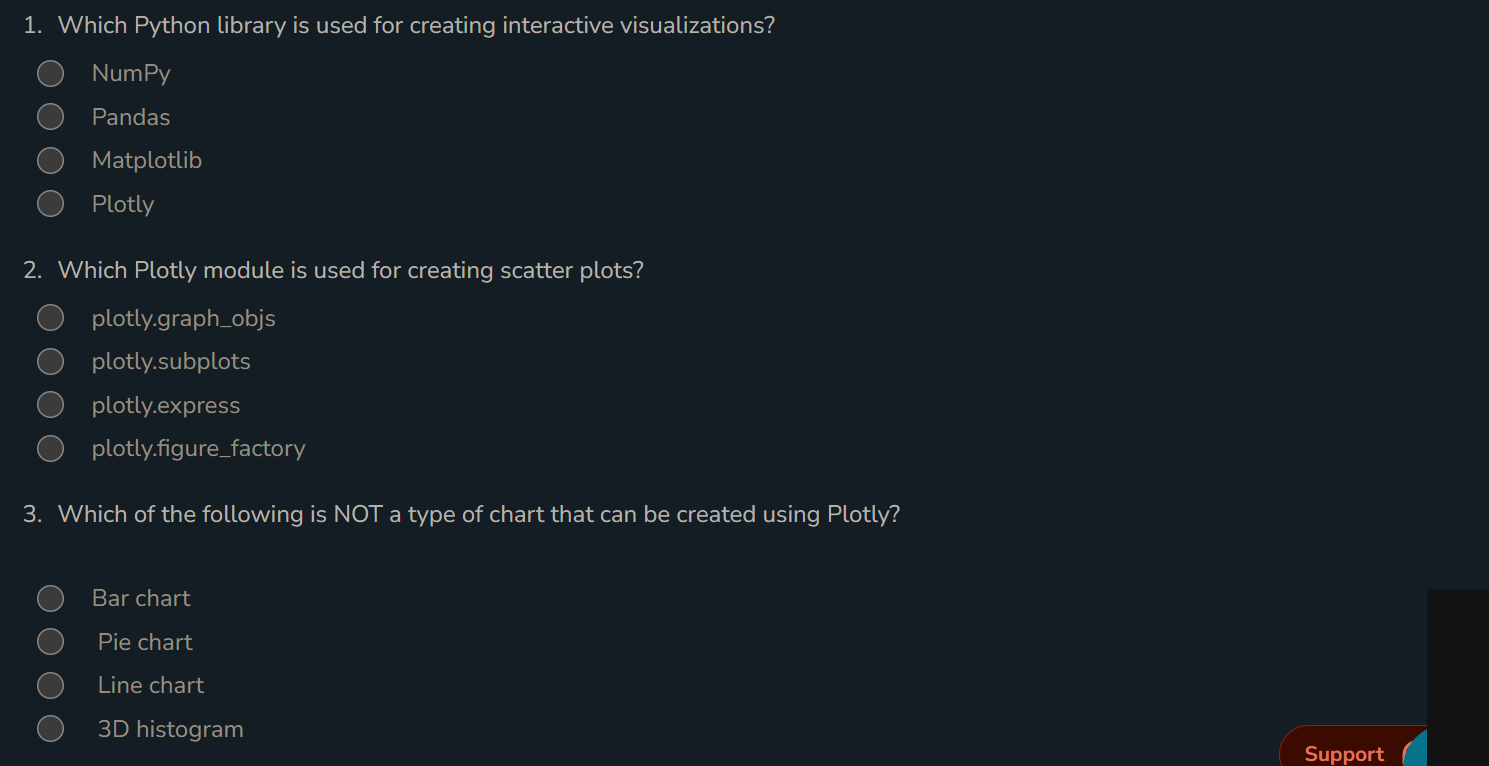 1. Which Python library is used for creating interactive visualizations?
NumPy
Pandas
Matplotlib
Plotly
2. Which Plotly module is used for creating scatter plots?
plotly.graph_objs
plotly.subplots
plotly.express
plotly.figure_factory
3. Which of the following is NOT a type of chart that can be created using Plotly?
Bar chart
Pie chart
Line chart
3D histogram
Support